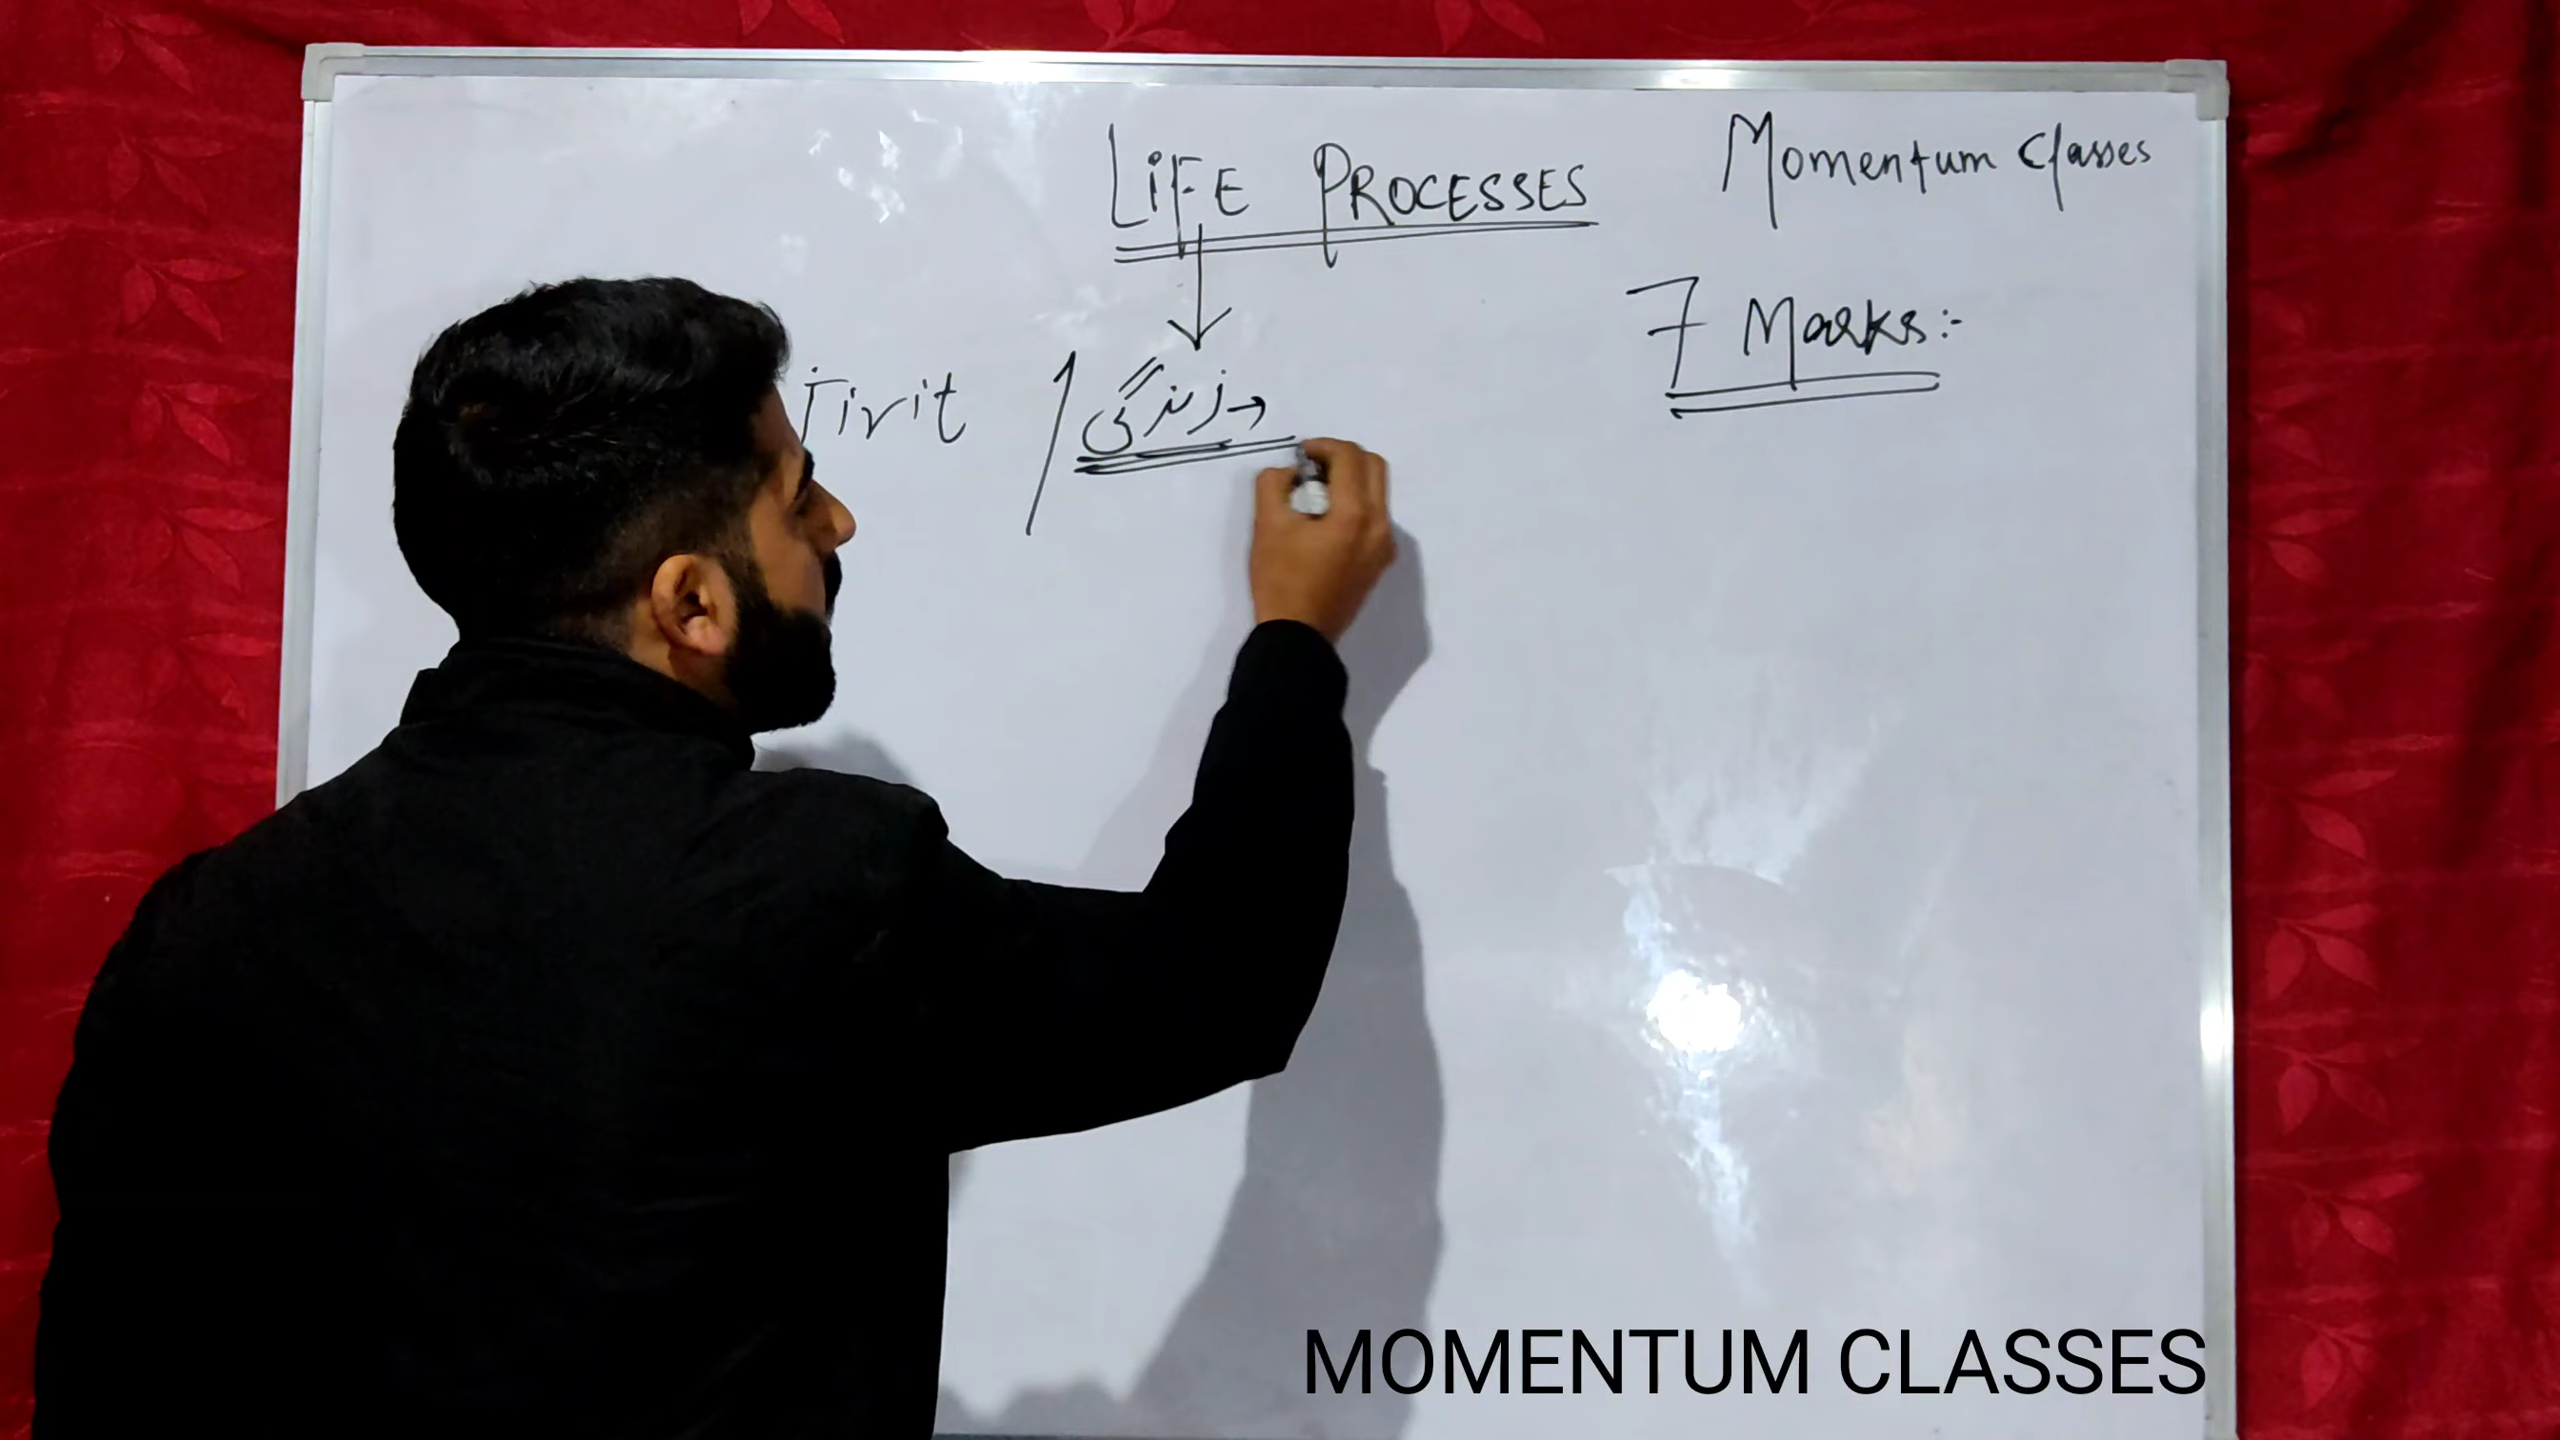 LIFE PROCESSES
Momentum Classes
7 Marks:-
Jivit / زندگی →
MOMENTUM CLASSES